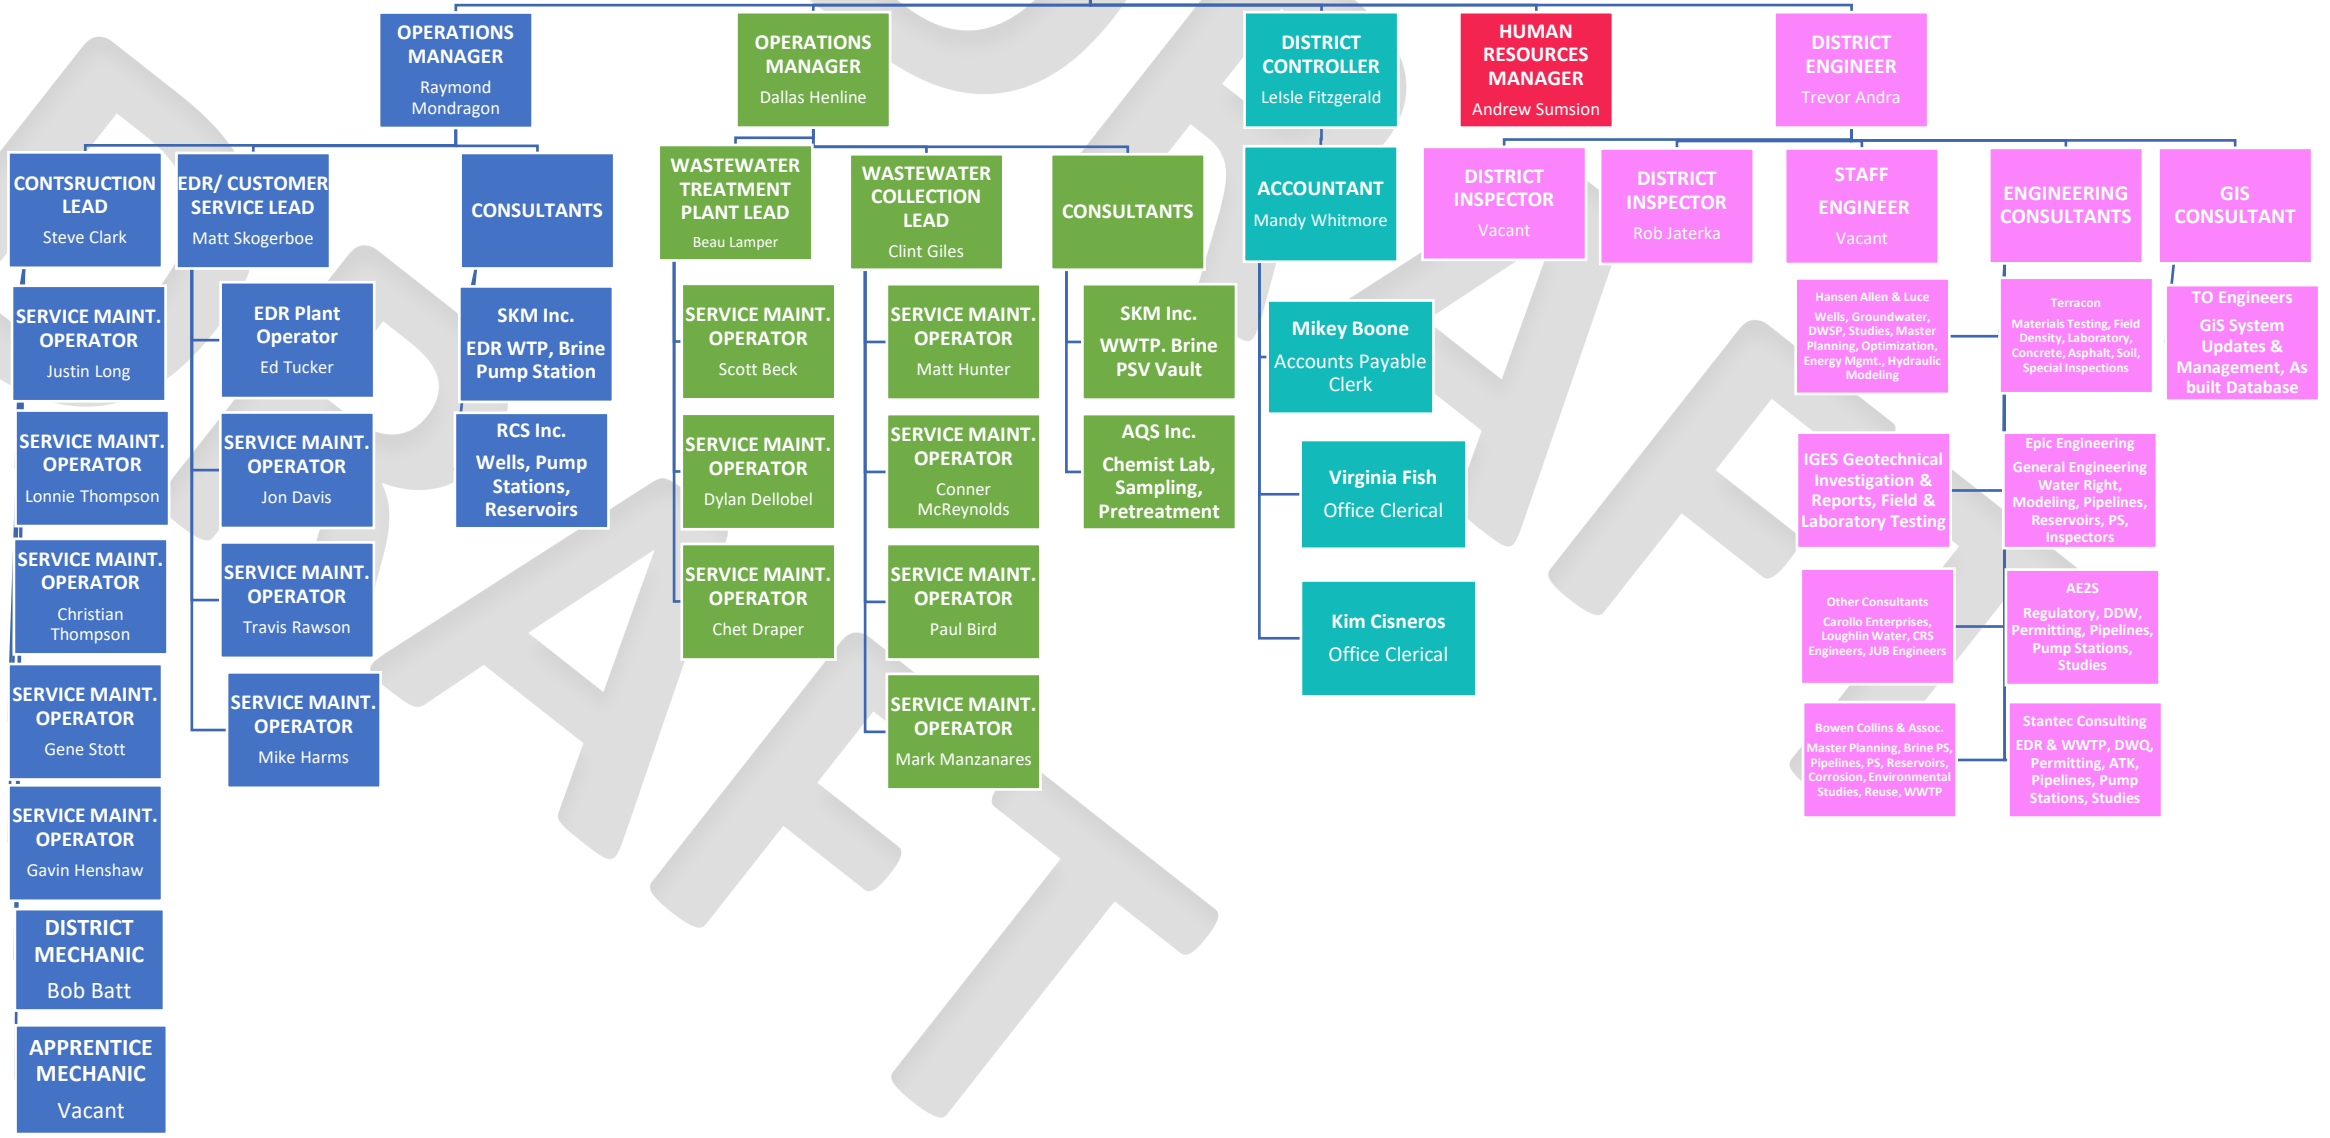 OPERATIONS
MANAGER
Raymond
Mondragon
OPERATIONS
MANAGER
Dallas Henline
DISTRICT
CONTROLLER
Lelsle Fitzgerald
HUMAN
RESOURCES
MANAGER
Andrew Sumsion
DISTRICT
ENGINEER
Trevor Andra
CONTSRUCTION
LEAD
Steve Clark
EDR/ CUSTOMER
SERVICE LEAD
Matt Skogerboe
CONSULTANTS
WASTEWATER
TREATMENT
PLANT LEAD
Beau Lamper
WASTEWATER
COLLECTION
LEAD
Clint Giles
CONSULTANTS
ACCOUNTANT
Mandy Whitmore
DISTRICT
INSPECTOR
Vacant
DISTRICT
INSPECTOR
Rob Jaterka
STAFF
ENGINEER
Vacant
ENGINEERING
CONSULTANTS
GIS
CONSULTANT
SERVICE MAINT.
OPERATOR
Justin Long
SERVICE MAINT.
OPERATOR
Lonnie Thompson
SERVICE MAINT.
OPERATOR
Christian
Thompson
SERVICE MAINT.
OPERATOR
Gene Stott
SERVICE MAINT.
OPERATOR
Gavin Henshaw
DISTRICT
MECHANIC
Bob Batt
APPRENTICE
MECHANIC
Vacant
EDR Plant
Operator
Ed Tucker
SERVICE MAINT.
OPERATOR
Jon Davis
SERVICE MAINT.
OPERATOR
Travis Rawson
SERVICE MAINT.
OPERATOR
Mike Harms
SKM Inc.
EDR WTP, Brine
Pump Station
RCS Inc.
Wells, Pump
Stations,
Reservoirs
SERVICE MAINT.
OPERATOR
Scott Beck
SERVICE MAINT.
OPERATOR
Dylan Dellobel
SERVICE MAINT.
OPERATOR
Chet Draper
SERVICE MAINT.
OPERATOR
Matt Hunter
SERVICE MAINT.
OPERATOR
Conner
McReynolds
SERVICE MAINT.
OPERATOR
Paul Bird
SERVICE MAINT.
OPERATOR
Mark Manzanares
SKM Inc.
WWTP. Brine
PSV Vault
AQS Inc.
Chemist Lab,
Sampling,
Pretreatment
Mikey Boone
Accounts Payable
Clerk
Virginia Fish
Office Clerical
Kim Cisneros
Office Clerical
Hansen Allen & Luce
Wells, Groundwater,
DWSP, Studies, Master
Planning, Optimization,
Energy Mgmt., Hydraulic
Modeling
Terracon
Materials Testing, Field
Density, Laboratory,
Concrete, Asphalt, Soil,
Special Inspections
IGES Geotechnical
Investigation &
Reports, Field &
Laboratory Testing
Epic Engineering
General Engineering
Water Right,
Modeling, Pipelines,
Reservoirs, PS,
Inspectors
Other Consultants
Carollo Enterprises,
Loughlin Water, CRS
Engineers, JUB Engineers
AE2S
Regulatory, DDW,
Permitting, Pipelines,
Pump Stations,
Studies
Bowen Collins & Assoc.
Master Planning, Brine PS,
Pipelines, PS, Reservoirs,
Corrosion, Environmental
Studies, Reuse, WWTP
Stantec Consulting
EDR & WWTP, DWQ,
Permitting, ATK,
Pipelines, Pump
Stations, Studies
TO Engineers
GiS System
Updates &
Management, As
built Database
DRAFT